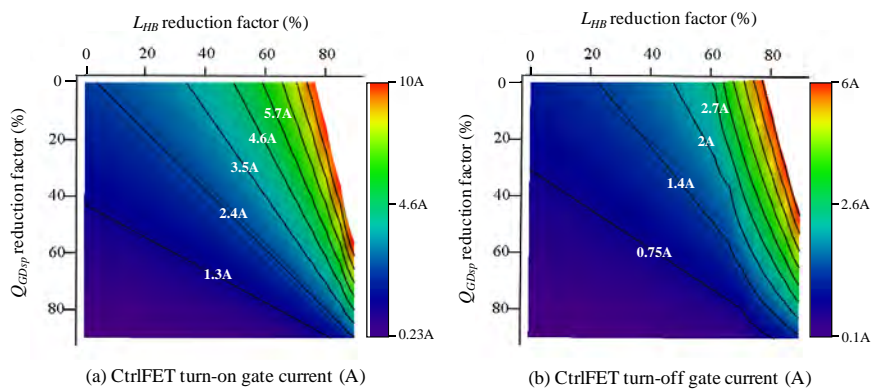 L_HB reduction factor (%)
0 20 40 60 80
Q_GDsp reduction factor (%)
0
20
40
60
80
5.7A
4.6A
3.5A
2.4A
1.3A
10A
4.6A
0.23A
(a) CtrlFET turn-on gate current (A)
L_HB reduction factor (%)
0 20 40 60 80
Q_GDsp reduction factor (%)
0
20
40
60
80
2.7A
2A
1.4A
0.75A
6A
2.6A
0.1A
(b) CtrlFET turn-off gate current (A)